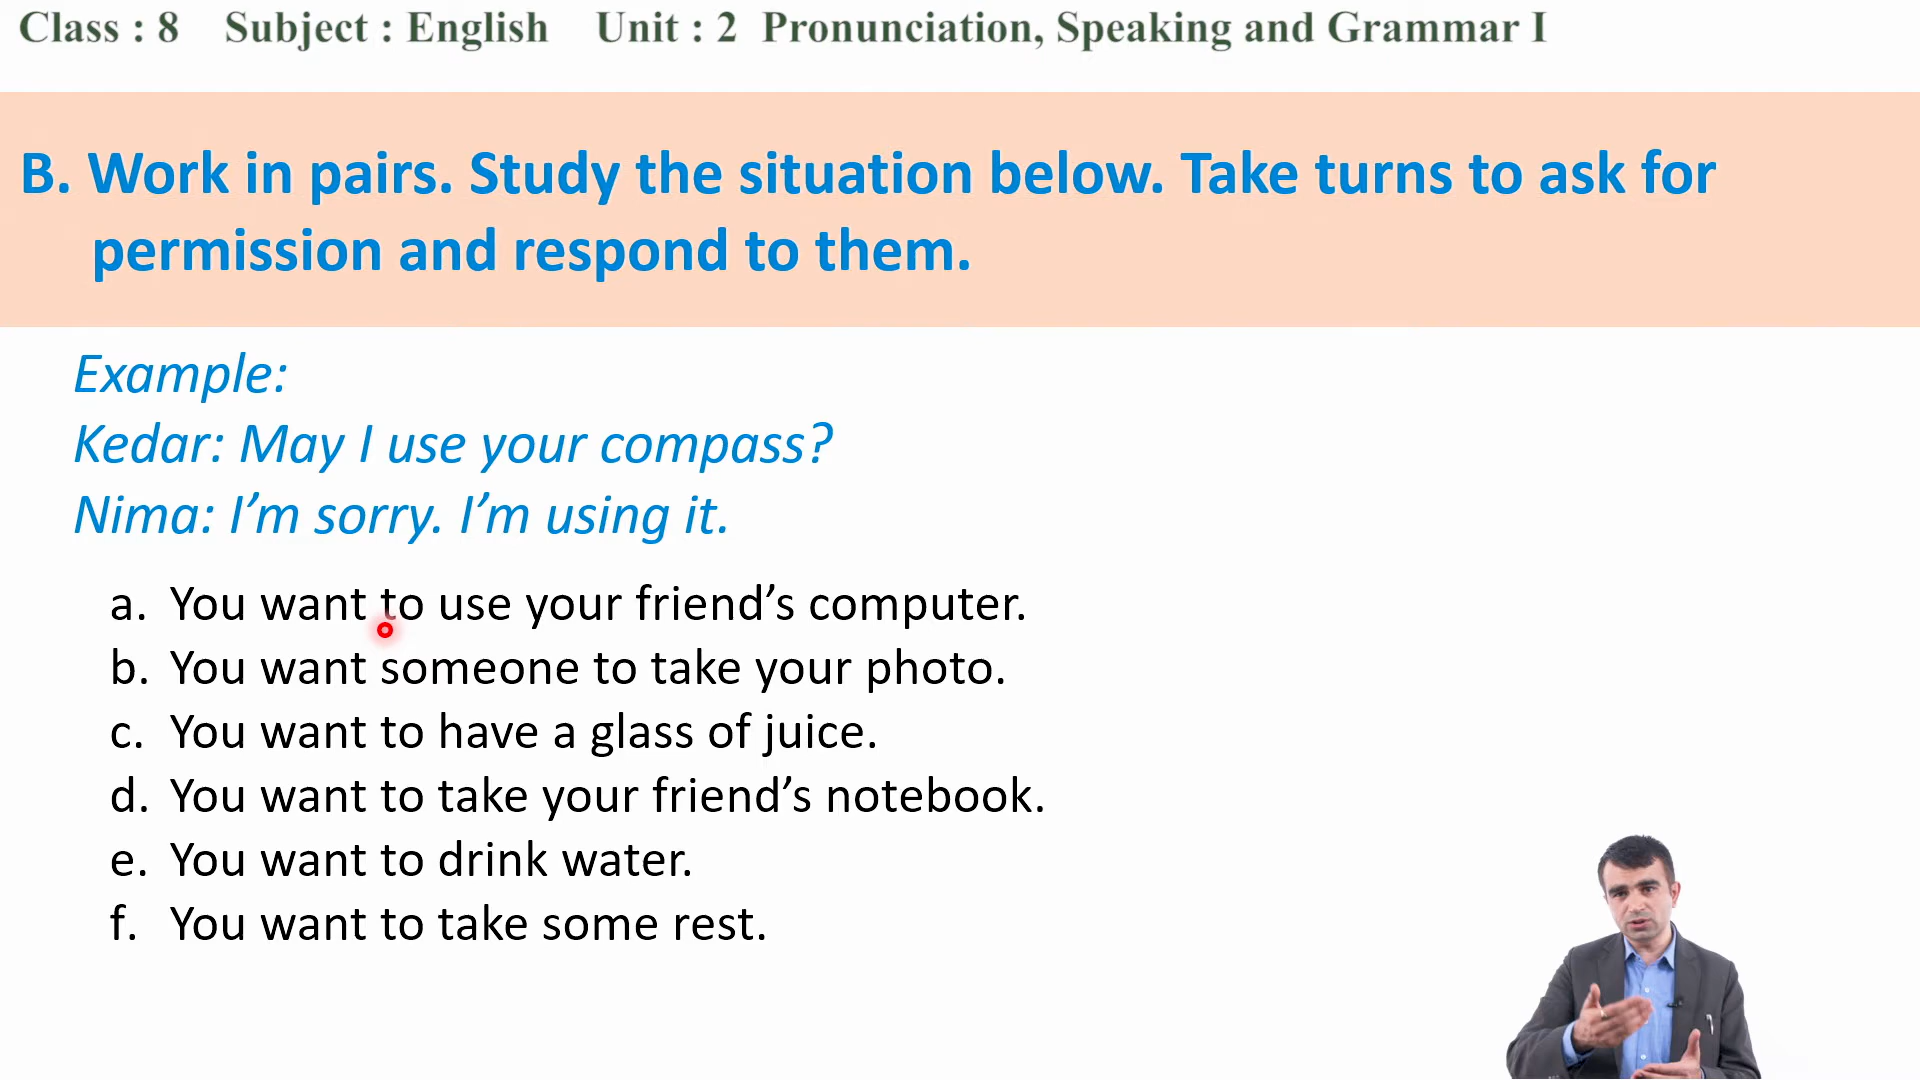 Class : 8 Subject : English Unit : 2 Pronunciation, Speaking and Grammar I
B. Work in pairs. Study the situation below. Take turns to ask for
permission and respond to them.
Example:
Kedar: May I use your compass?
Nima: I’m sorry. I’m using it.
a. You want to use your friend’s computer.
b. You want someone to take your photo.
c. You want to have a glass of juice.
d. You want to take your friend’s notebook.
e. You want to drink water.
f. You want to take some rest.